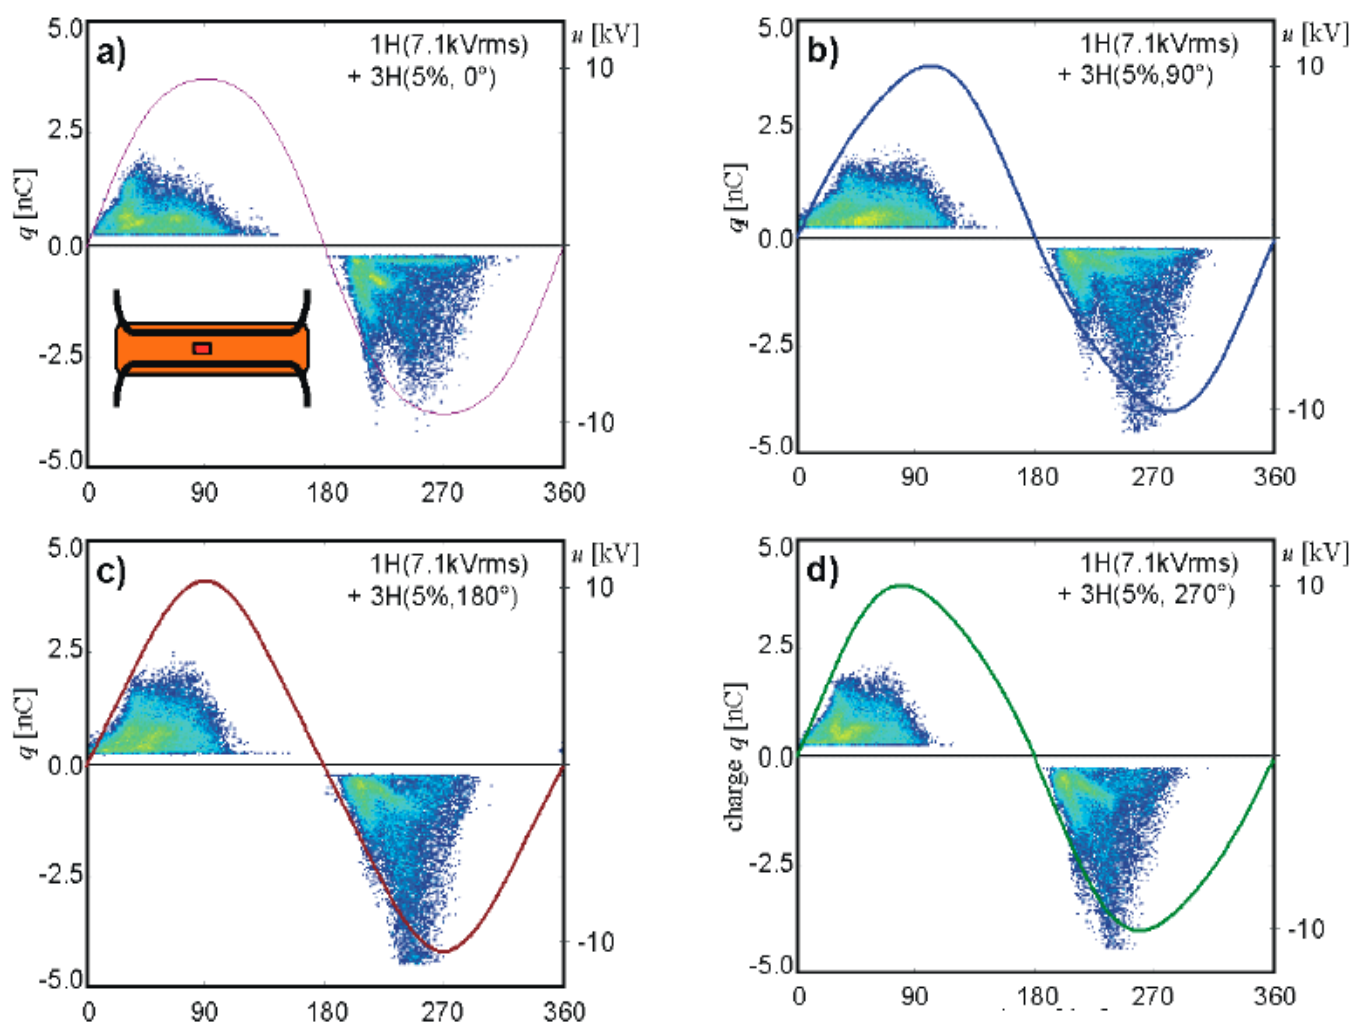 a)
1H(7.1kVrms)
+ 3H(5%, 0°)
u [kV]
5.0
2.5
0.0
-2.5
-5.0
q [nC]
10
-10
0 90 180 270 360
b)
1H(7.1kVrms)
+ 3H(5%,90°)
u [kV]
5.0
2.5
0.0
-2.5
-5.0
q [nC]
10
-10
0 90 180 270 360
c)
1H(7.1kVrms)
+ 3H(5%,180°)
u [kV]
5.0
2.5
0.0
-2.5
-5.0
q [nC]
10
-10
0 90 180 270 360
d)
1H(7.1kVrms)
+ 3H(5%, 270°)
u [kV]
5.0
2.5
0.0
-2.5
-5.0
charge q [nC]
10
-10
0 90 180 270 360